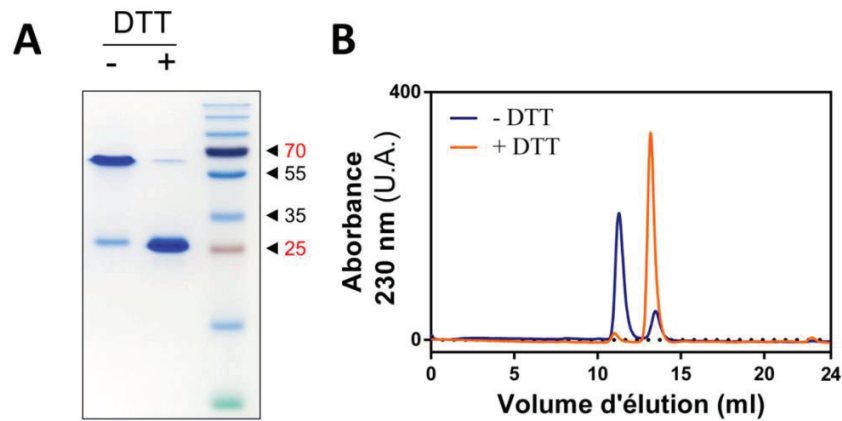 A
DTT
- +
70
55
35
25
B
400
0
- DTT
+ DTT
Absorbance
230 nm (U.A.)
0 5 10 15 20 24
Volume d'élution (ml)